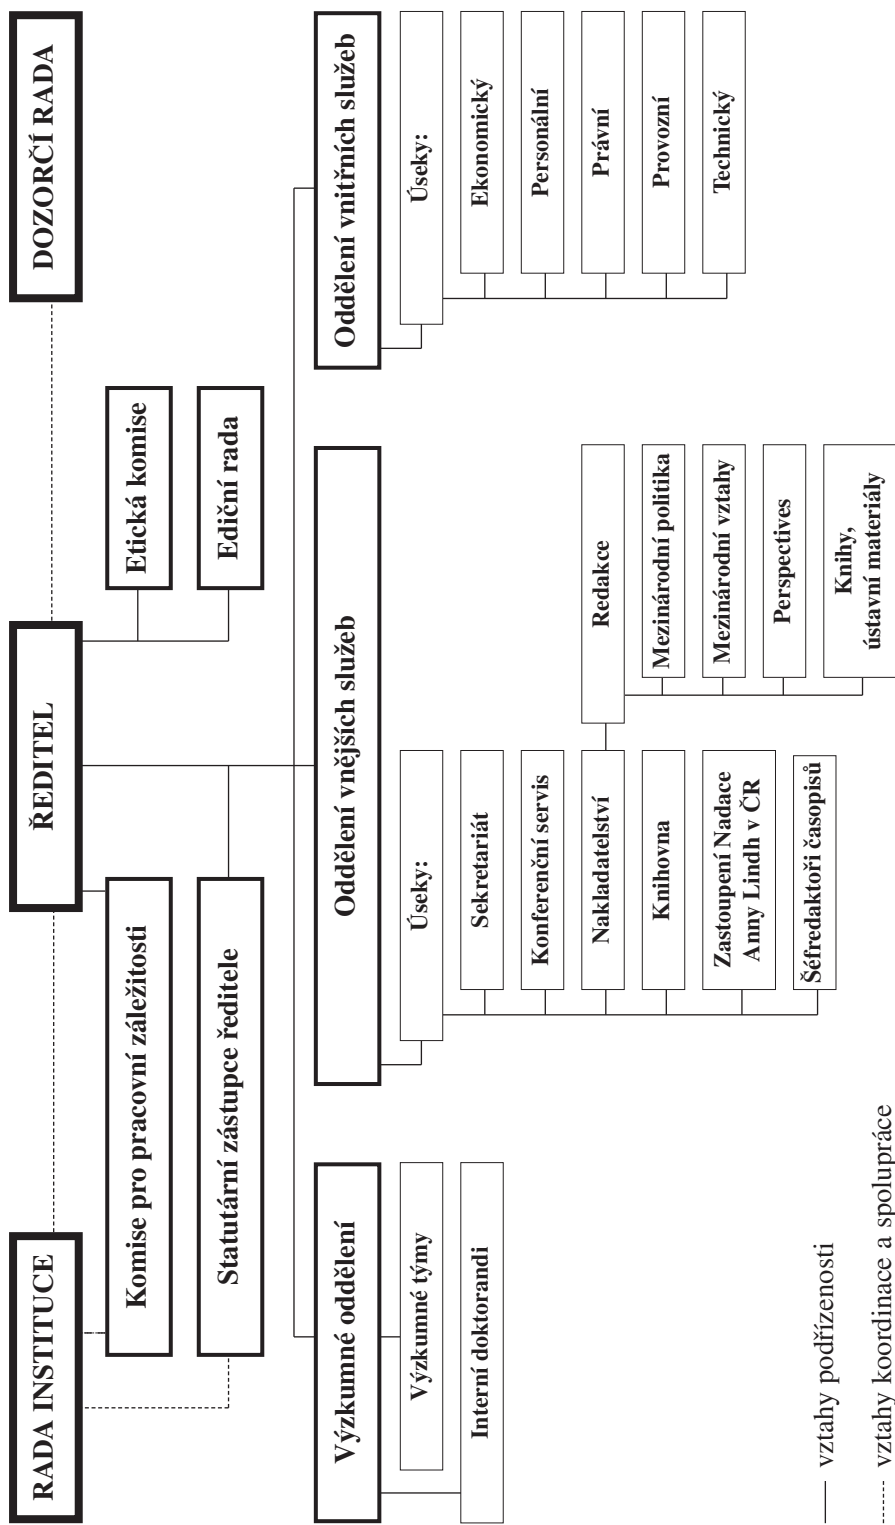 RADA INSTITUCE
ŘEDITEL
DOZORČÍ RADA
Komise pro pracovní záležitosti
Etická komise
Statutární zástupce ředitele
Ediční rada
Výzkumné oddělení
Výzkumné týmy
Interní doktorandi
Oddělení vnějších služeb
Úseky:
Sekretariát
Konferenční servis
Nakladatelství
Knihovna
Zastoupení Nadace
Anny Lindh v ČR
Šéfredaktoři časopisů
Redakce
Mezinárodní politika
Mezinárodní vztahy
Perspectives
Knihy,
ústavní materiály
Oddělení vnitřních služeb
Úseky:
Ekonomický
Personální
Právní
Provozní
Technický
vztahy podřízenosti
vztahy koordinace a spolupráce